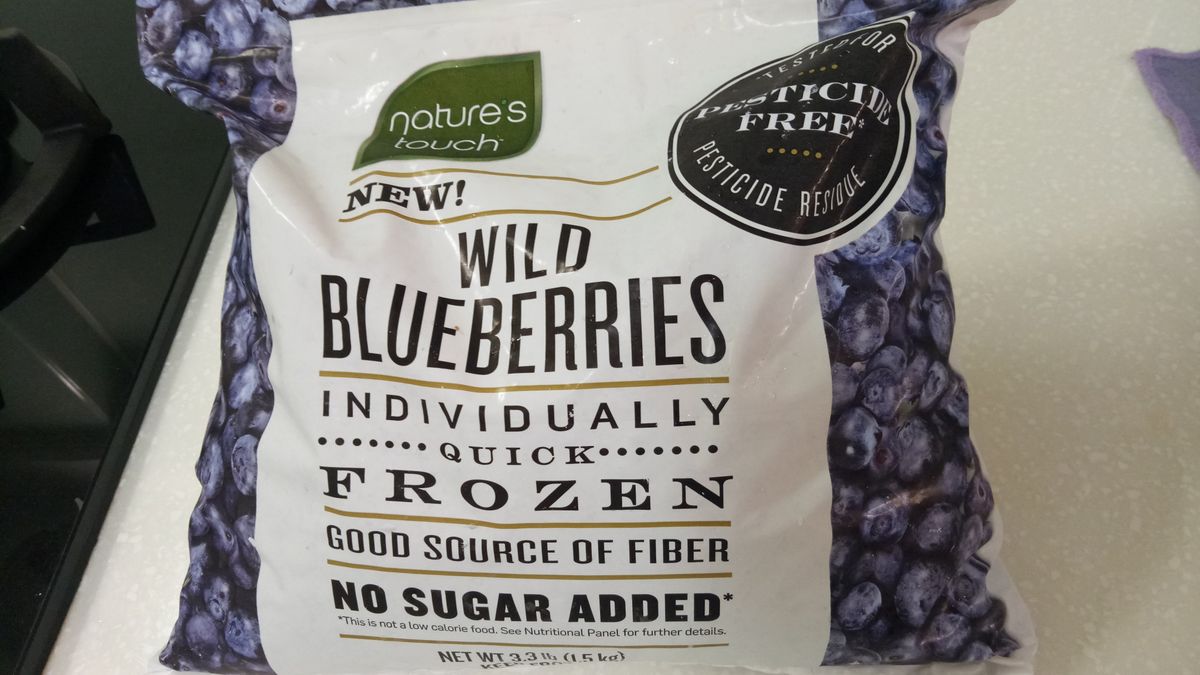 nature's
touch
NEW!
WILD
BLUEBERRIES
INDIVIDUALLY
QUICK
FROZEN
GOOD SOURCE OF FIBER
NO SUGAR ADDED*
*This is not a low calorie food. See Nutritional Panel for further details.
NET WT 3.3 lb (1.5 kg)
TESTED FOR
PESTICIDE
FREE*
PESTICIDE RESIDUE